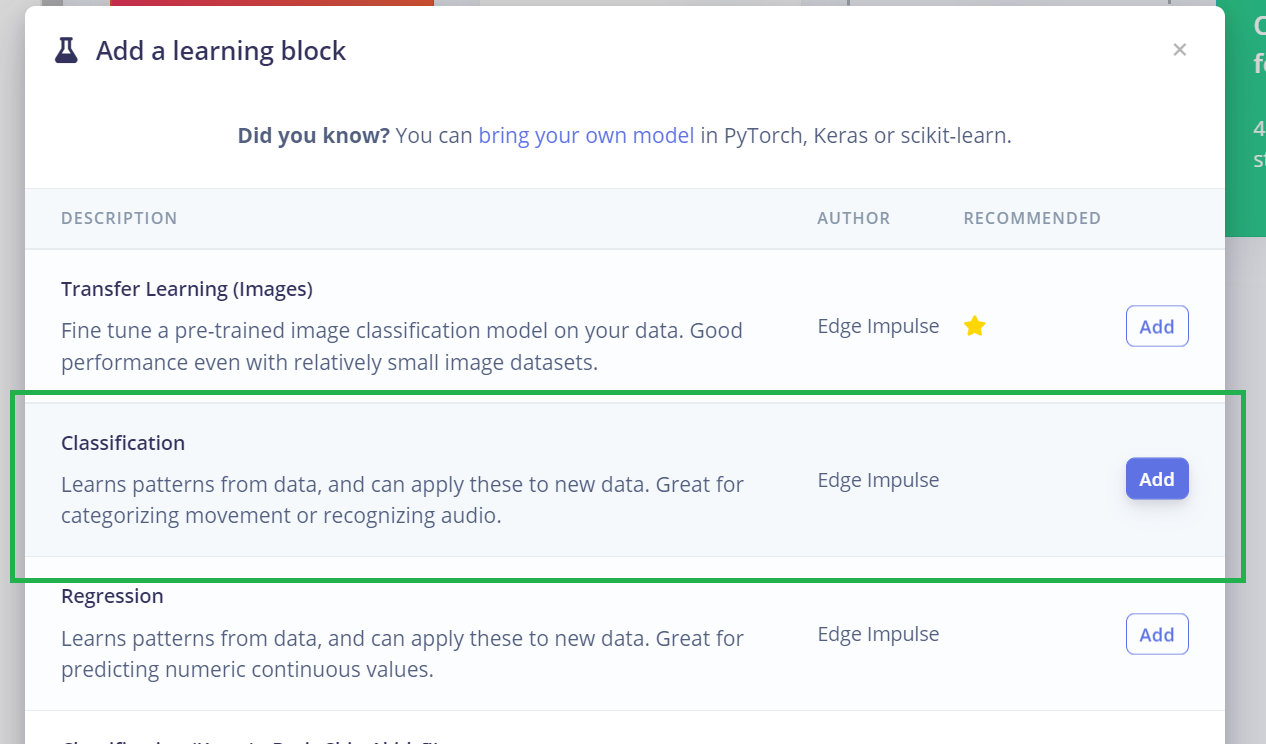 Add a learning block
×
Did you know? You can bring your own model in PyTorch, Keras or scikit-learn.
DESCRIPTION AUTHOR RECOMMENDED
Transfer Learning (Images)
Fine tune a pre-trained image classification model on your data. Good
performance even with relatively small image datasets.
Edge Impulse
Add
Classification
Learns patterns from data, and can apply these to new data. Great for
categorizing movement or recognizing audio.
Edge Impulse
Add
Regression
Learns patterns from data, and can apply these to new data. Great for
predicting numeric continuous values.
Edge Impulse
Add